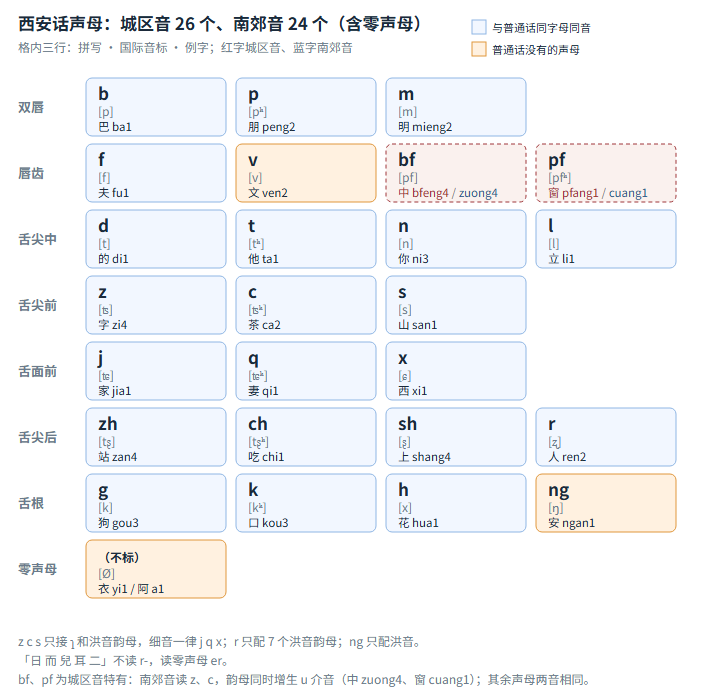 西安话声母：城区音 26 个、南郊音 24 个（含零声母）
格内三行：拼写 · 国际音标 · 例字；红字城区音、蓝字南郊音
与普通话同字母同音
普通话没有的声母
双唇
b
[p]
巴 ba1
p
[pʰ]
朋 peng2
m
[m]
明 mieng2
唇齿
f
[f]
夫 fu1
v
[v]
文 ven2
bf
[pf]
中 bfeng4 / zuong4
pf
[pfʰ]
窗 pfang1 / cuang1
舌尖中
d
[t]
的 di1
t
[tʰ]
他 ta1
n
[n]
你 ni3
l
[l]
立 li1
舌尖前
z
[ʦ]
字 zi4
c
[ʦʰ]
茶 ca2
s
[s]
山 san1
舌面前
j
[ʨ]
家 jia1
q
[ʨʰ]
妻 qi1
x
[ɕ]
西 xi1
舌尖后
zh
[tʂ]
站 zan4
ch
[tʂʰ]
吃 chi1
sh
[ʂ]
上 shang4
r
[ʐ]
人 ren2
舌根
g
[k]
狗 gou3
k
[kʰ]
口 kou3
h
[x]
花 hua1
ng
[ŋ]
安 ngan1
零声母
（不标）
[Ø]
衣 yi1 / 阿 a1
z c s 只接 ʅ 和洪音韵母，细音一律 j q x；r 只配 7 个洪音韵母；ng 只配洪音。
「日 而 兒 耳 二」不读 r-，读零声母 er。
bf、pf 为城区音特有：南郊音读 z、c，韵母同时增生 u 介音（中 zuong4、窗 cuang1）；其余声母两音相同。